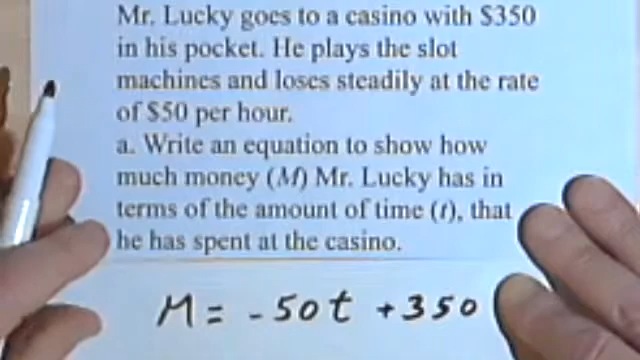 Mr. Lucky goes to a casino with $350
in his pocket. He plays the slot
machines and loses steadily at the rate
of $50 per hour.
a. Write an equation to show how
much money (M) Mr. Lucky has in
terms of the amount of time (t), that
he has spent at the casino.
M = -50t +350